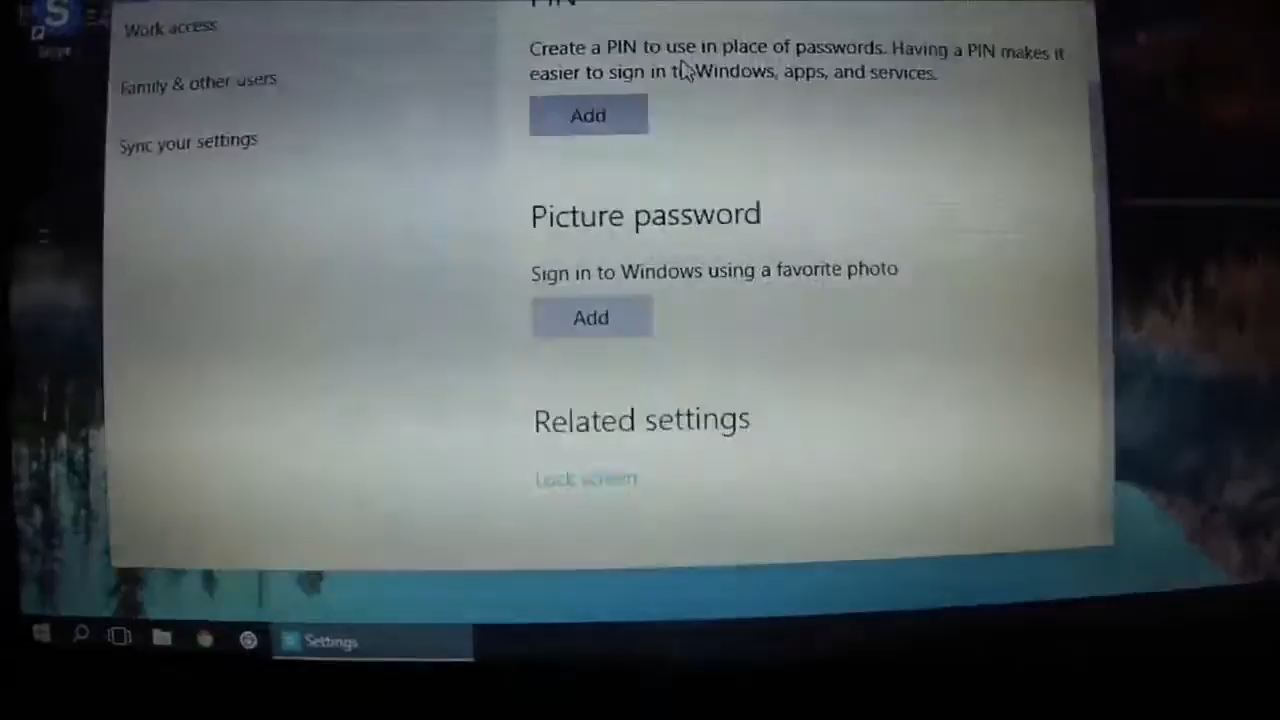 PIN
Work access
Create a PIN to use in place of passwords. Having a PIN makes it
easier to sign in to Windows, apps, and services.
Family & other users
Add
Sync your settings
Picture password
Sign in to Windows using a favorite photo
Add
Related settings
Lock screen
Settings